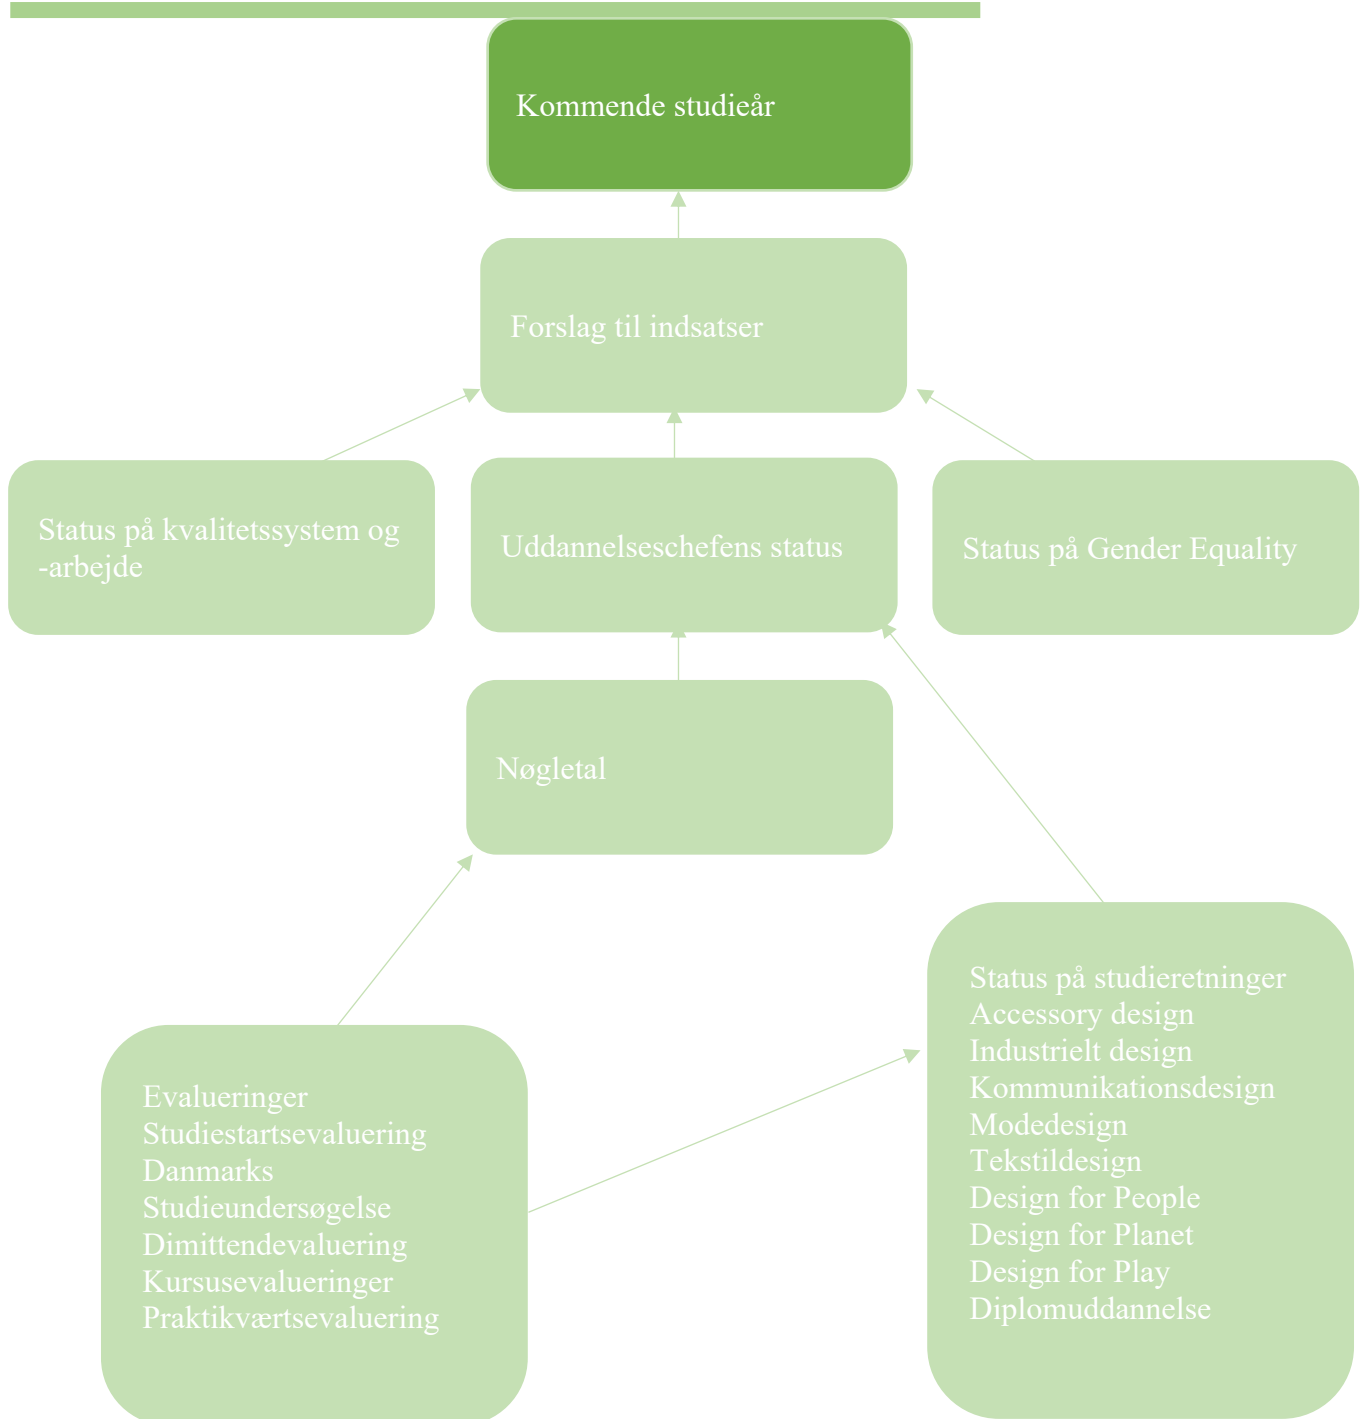 Kommende studieår
Forslag til indsatser
Status på kvalitetssystem og
-arbejde
Uddannelseschefens status
Status på Gender Equality
Nøgletal
Evalueringer
Studiestartsevaluering
Danmarks
Studieundersøgelse
Dimittendevaluering
Kursusevalueringer
Praktikværtsevaluering
Status på studieretninger
Accessory design
Industrielt design
Kommunikationsdesign
Modedesign
Tekstildesign
Design for People
Design for Planet
Design for Play
Diplomuddannelse